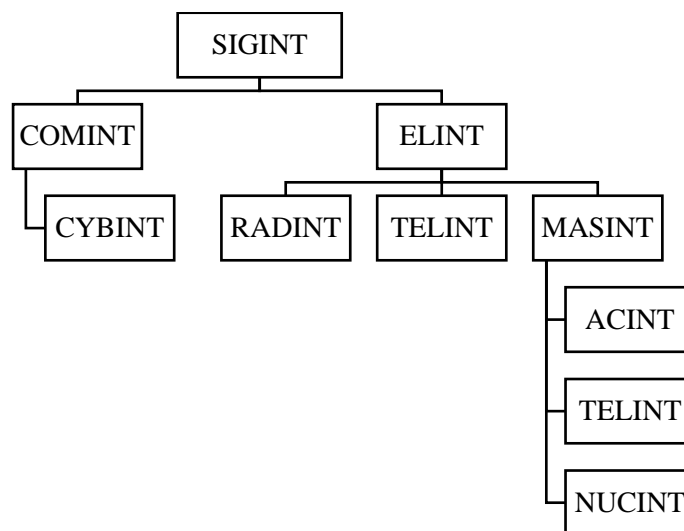 SIGINT
COMINT ELINT
CYBINT RADINT TELINT MASINT
ACINT
TELINT
NUCINT